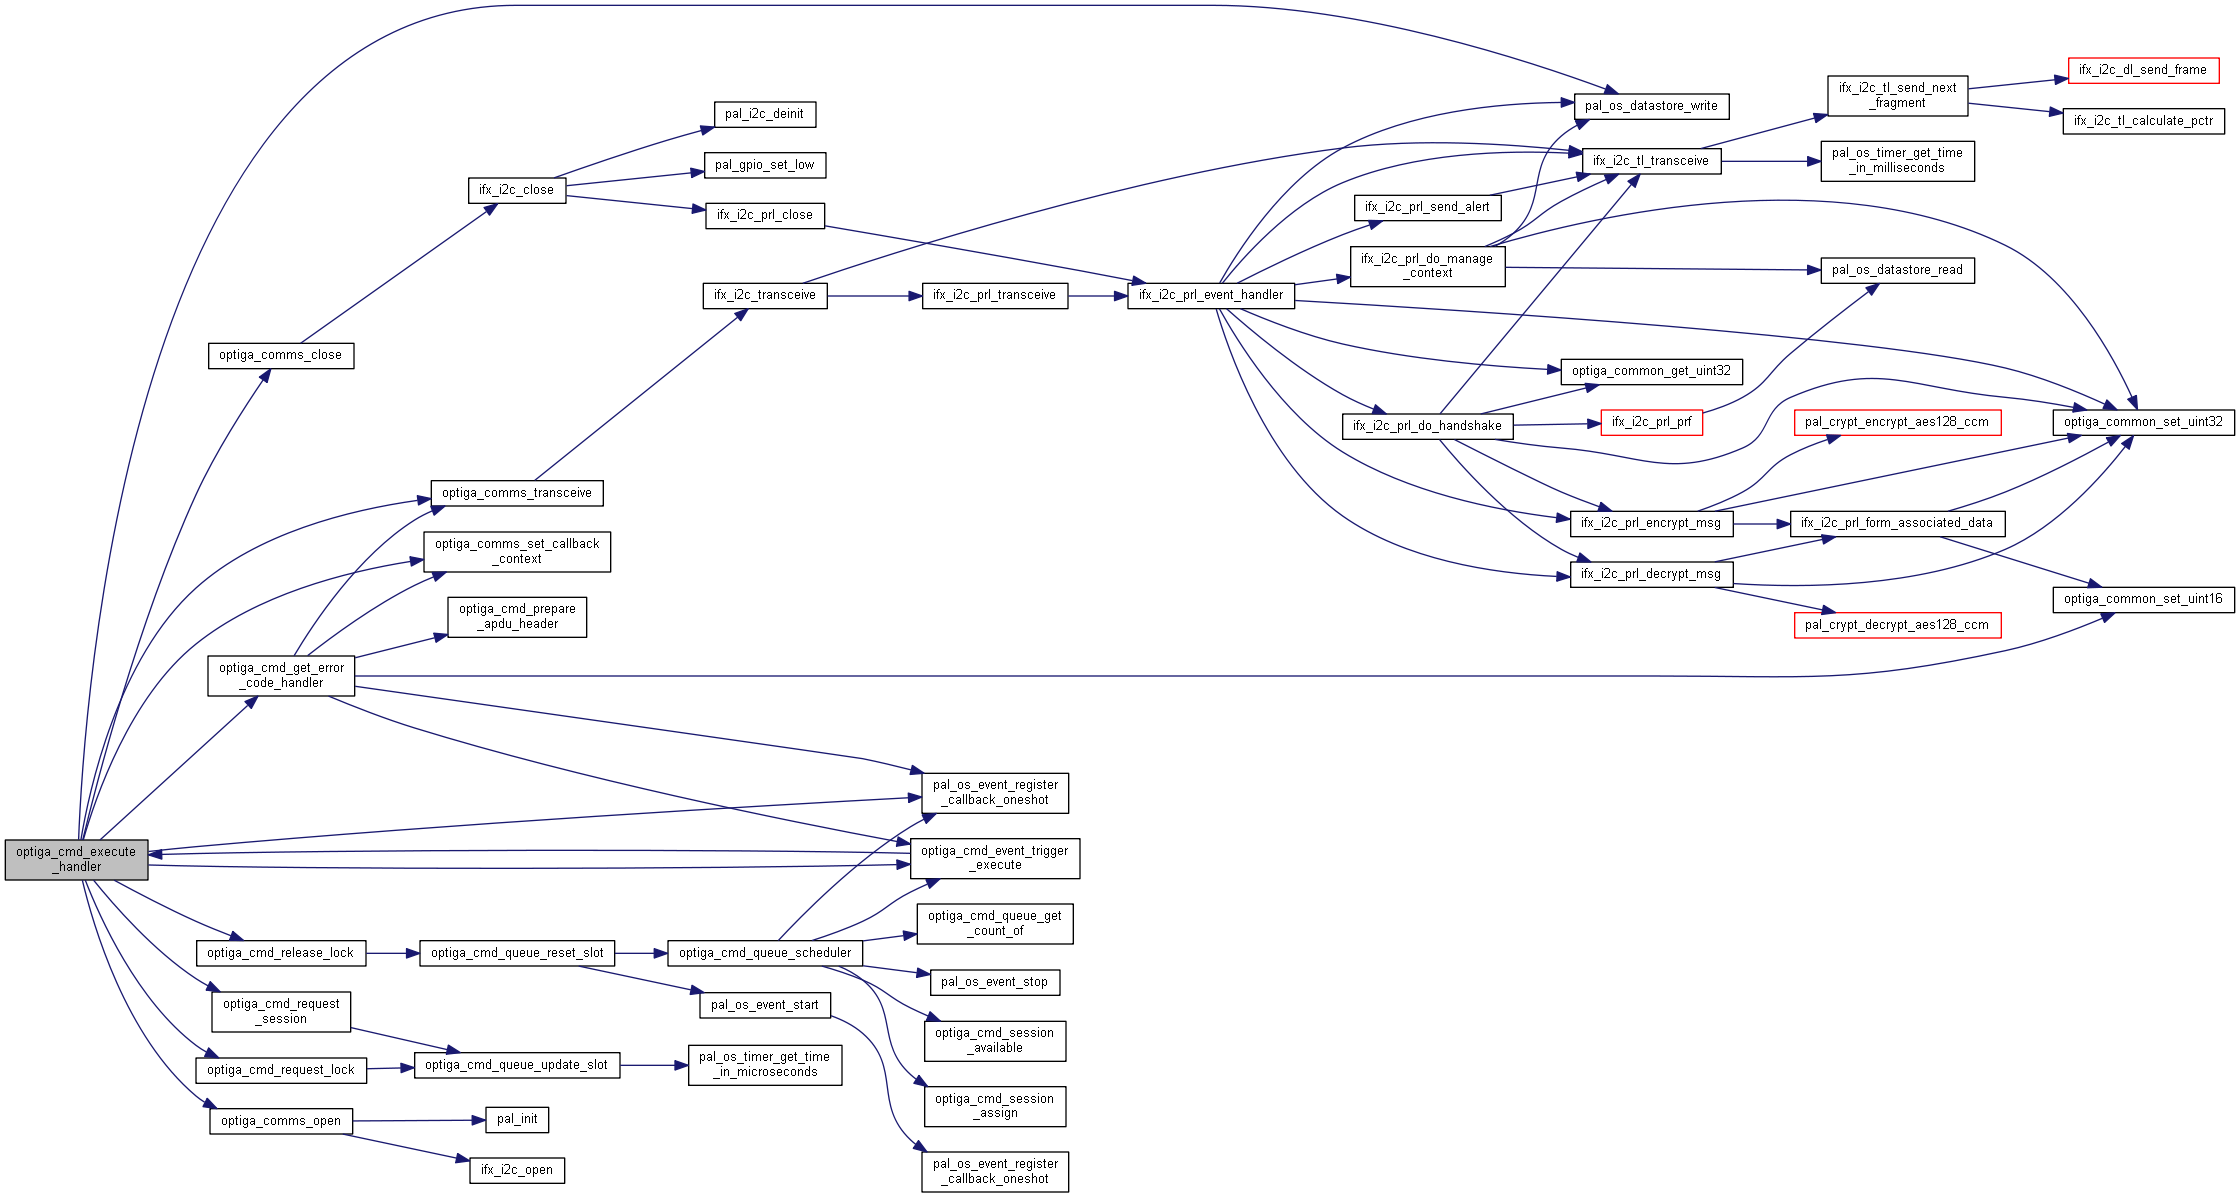 optiga_cmd_execute
_handler
optiga_comms_close
optiga_cmd_get_error
_code_handler
optiga_cmd_release_lock
optiga_cmd_request
_session
optiga_cmd_request_lock
optiga_comms_open
ifx_i2c_close
optiga_comms_transceive
optiga_comms_set_callback
_context
optiga_cmd_prepare
_apdu_header
optiga_cmd_queue_reset_slot
optiga_cmd_queue_update_slot
pal_init
ifx_i2c_open
pal_i2c_deinit
pal_gpio_set_low
ifx_i2c_prl_close
ifx_i2c_transceive
optiga_cmd_queue_scheduler
pal_os_event_start
pal_os_timer_get_time
_in_microseconds
ifx_i2c_prl_transceive
pal_os_event_register
_callback_oneshot
optiga_cmd_event_trigger
_execute
optiga_cmd_queue_get
_count_of
pal_os_event_stop
optiga_cmd_session
_available
optiga_cmd_session
_assign
pal_os_event_register
_callback_oneshot
ifx_i2c_prl_event_handler
ifx_i2c_prl_send_alert
ifx_i2c_prl_do_manage
_context
ifx_i2c_prl_do_handshake
pal_os_datastore_write
ifx_i2c_tl_transceive
optiga_common_get_uint32
ifx_i2c_prl_prf
ifx_i2c_prl_encrypt_msg
ifx_i2c_prl_decrypt_msg
ifx_i2c_tl_send_next
_fragment
pal_os_timer_get_time
_in_milliseconds
pal_os_datastore_read
pal_crypt_encrypt_aes128_ccm
ifx_i2c_prl_form_associated_data
pal_crypt_decrypt_aes128_ccm
ifx_i2c_dl_send_frame
ifx_i2c_tl_calculate_pctr
optiga_common_set_uint32
optiga_common_set_uint16